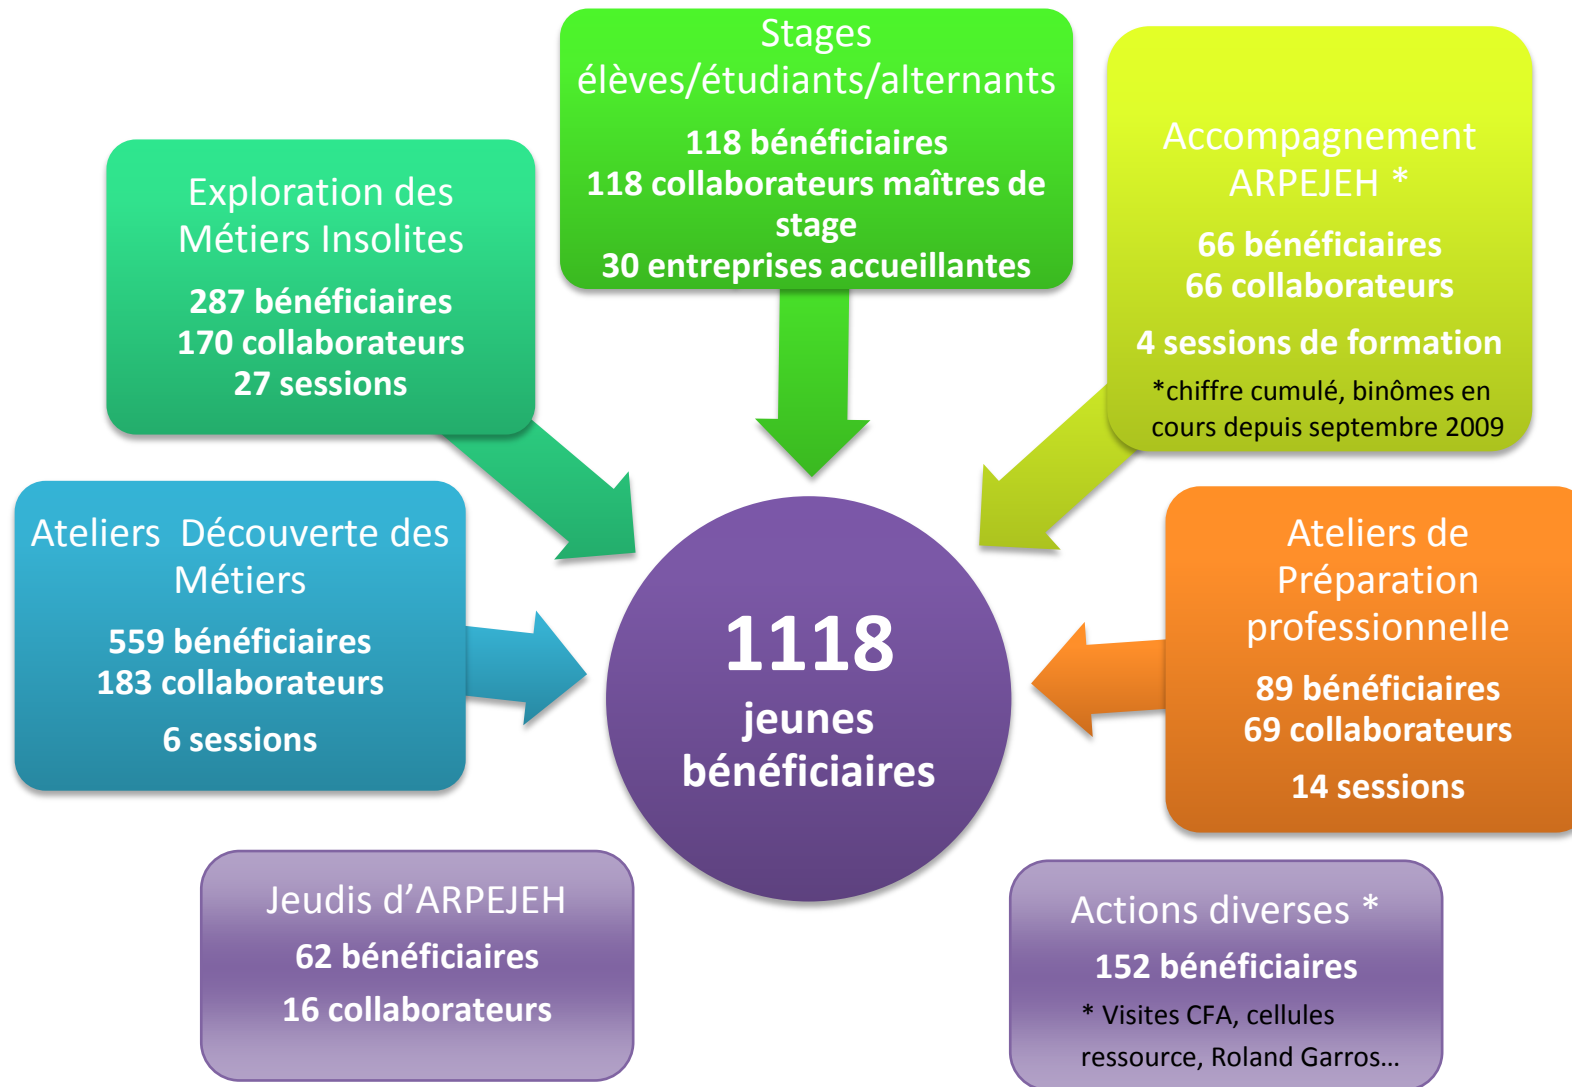 Stages
élèves/étudiants/alternants
118 bénéficiaires
118 collaborateurs maîtres de
stage
30 entreprises accueillantes
Accompagnement
ARPEJEH *
66 bénéficiaires
66 collaborateurs
4 sessions de formation
*chiffre cumulé, binômes en
cours depuis septembre 2009
Exploration des
Métiers Insolites
287 bénéficiaires
170 collaborateurs
27 sessions
Ateliers  Découverte des
Métiers
559 bénéficiaires
183 collaborateurs
6 sessions
1118
jeunes
bénéficiaires
Ateliers de
Préparation
professionnelle
89 bénéficiaires
69 collaborateurs
14 sessions
Jeudis d’ARPEJEH
62 bénéficiaires
16 collaborateurs
Actions diverses *
152 bénéficiaires
* Visites CFA, cellules
ressource, Roland Garros…